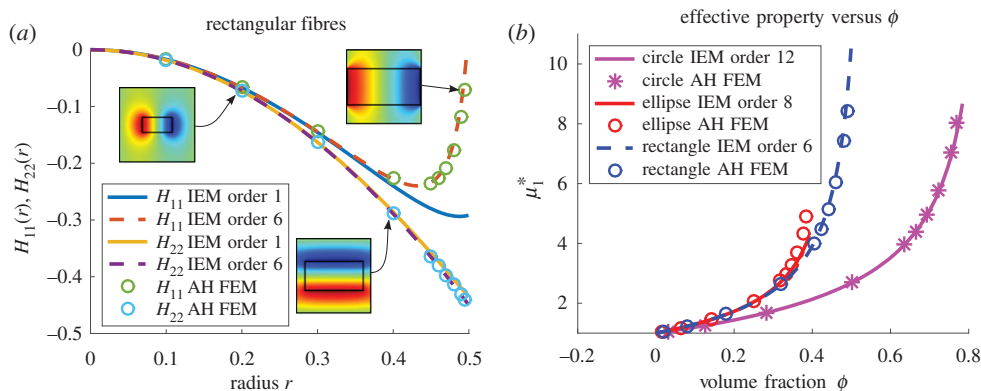 (a)
rectangular fibres
0
−0.1
−0.2
−0.3
−0.4
−0.5
H11(r), H22(r)
H11 IEM order 1
H11 IEM order 6
H22 IEM order 1
H22 IEM order 6
H11 AH FEM
H22 AH FEM
0
0.1
0.2
0.3
0.4
0.5
radius r
(b)
effective property versus ϕ
10
8
6
4
2
μ1*
circle IEM order 12
circle AH FEM
ellipse IEM order 8
ellipse AH FEM
rectangle IEM order 6
rectangle AH FEM
−0.2
0
0.2
0.4
0.6
0.8
volume fraction ϕ